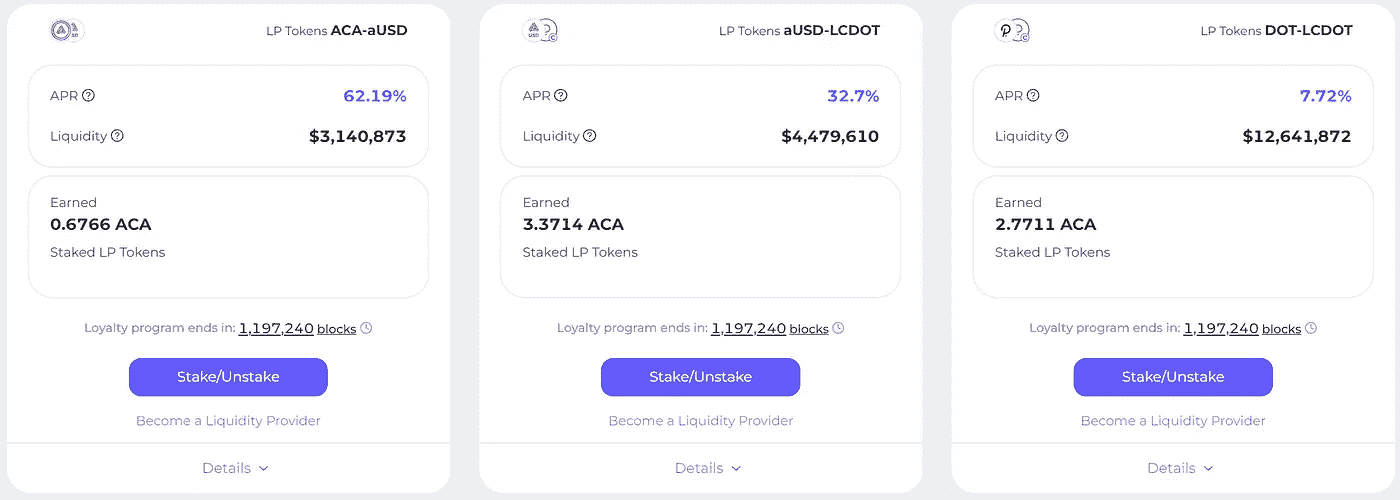 LP Tokens ACA-aUSD
APR
62.19%
Liquidity
$3,140,873
Earned
0.6766 ACA
Staked LP Tokens
Loyalty program ends in: 1,197,240 blocks
Stake/Unstake
Become a Liquidity Provider
Details
LP Tokens aUSD-LCDOT
APR
32.7%
Liquidity
$4,479,610
Earned
3.3714 ACA
Staked LP Tokens
Loyalty program ends in: 1,197,240 blocks
Stake/Unstake
Become a Liquidity Provider
Details
LP Tokens DOT-LCDOT
APR
7.72%
Liquidity
$12,641,872
Earned
2.7711 ACA
Staked LP Tokens
Loyalty program ends in: 1,197,240 blocks
Stake/Unstake
Become a Liquidity Provider
Details